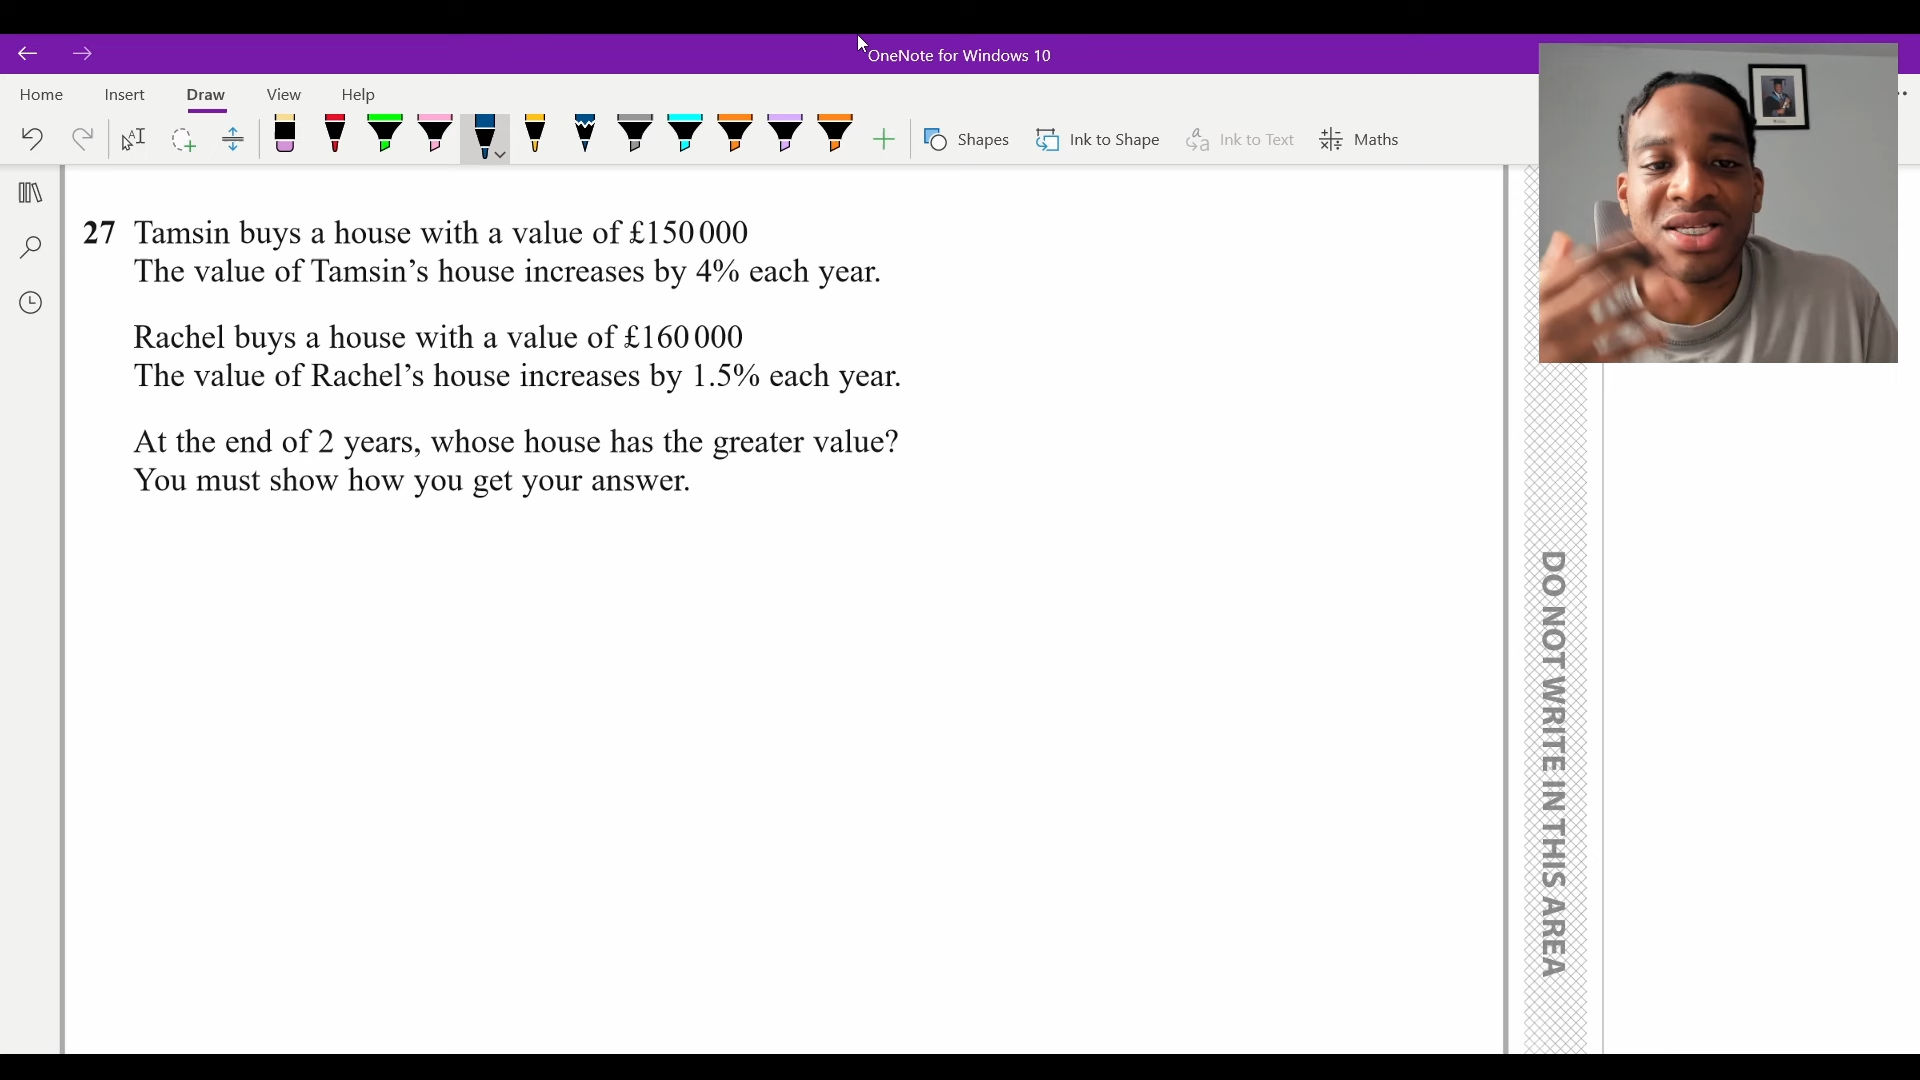 OneNote for Windows 10
Home Insert Draw View Help
Shapes Ink to Shape Ink to Text Maths
27 Tamsin buys a house with a value of £150 000
The value of Tamsin’s house increases by 4% each year.
Rachel buys a house with a value of £160 000
The value of Rachel’s house increases by 1.5% each year.
At the end of 2 years, whose house has the greater value?
You must show how you get your answer.
DO NOT WRITE IN THIS AREA